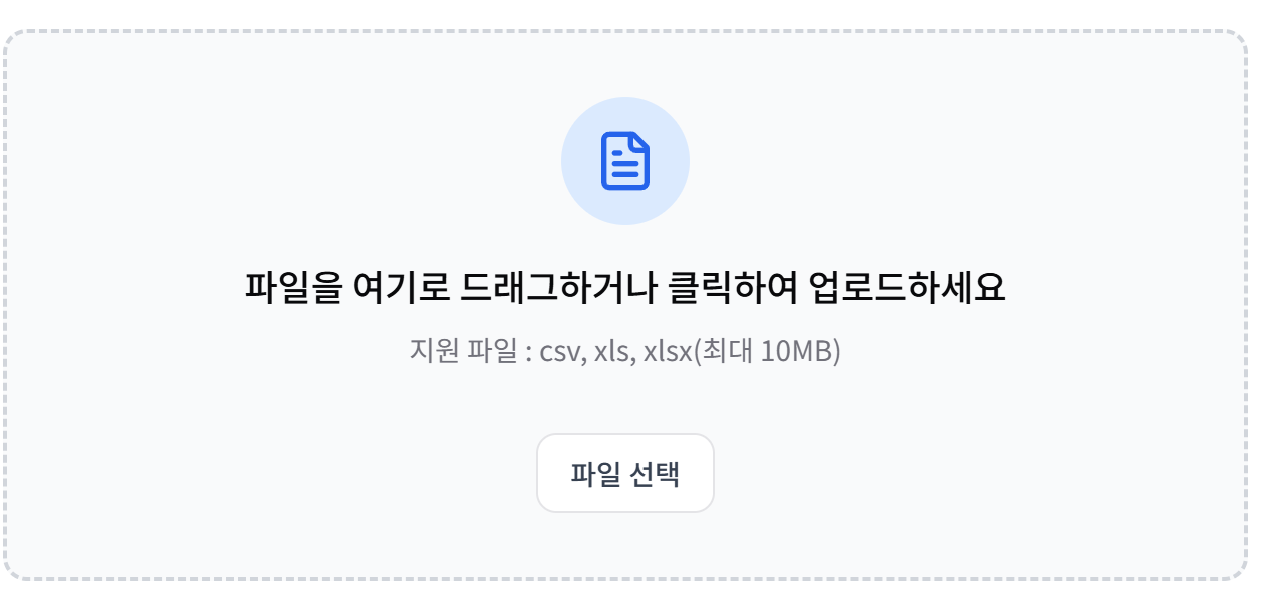 파일을 여기로 드래그하거나 클릭하여 업로드하세요
지원 파일 : csv, xls, xlsx(최대 10MB)
파일 선택